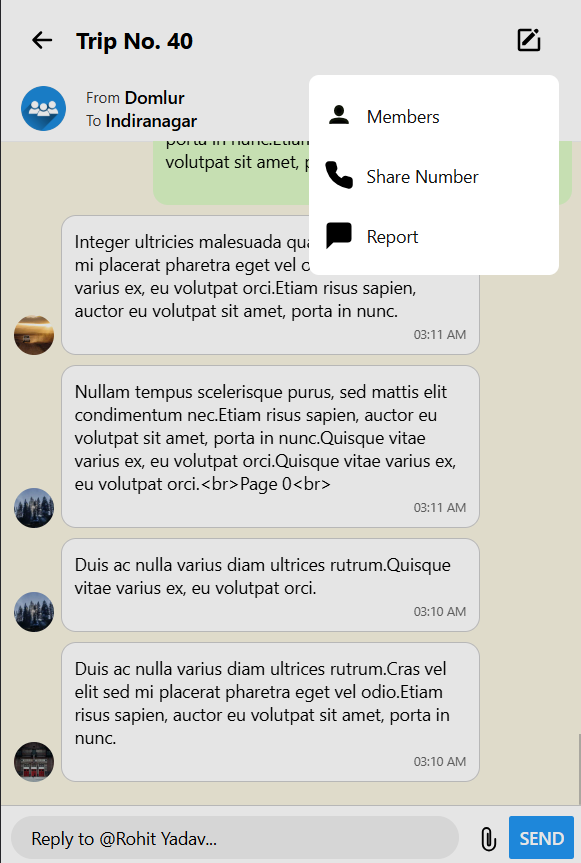 Trip No. 40
From Domlur
To Indiranagar
Members
Share Number
Report
porta in nunc.Etiam
volutpat sit amet,
Integer ultricies malesuada
mi placerat pharetra eget vel
varius ex, eu volutpat orci.Etiam risus sapien,
auctor eu volutpat sit amet, porta in nunc.
03:11 AM
Nullam tempus scelerisque purus, sed mattis elit
condimentum nec.Etiam risus sapien, auctor eu
volutpat sit amet, porta in nunc.Quisque vitae
varius ex, eu volutpat orci.Quisque vitae varius ex,
eu volutpat orci.<br>Page 0<br>
03:11 AM
Duis ac nulla varius diam ultrices rutrum.Quisque
vitae varius ex, eu volutpat orci.
03:10 AM
Duis ac nulla varius diam ultrices rutrum.Cras vel
elit sed mi placerat pharetra eget vel odio.Etiam
risus sapien, auctor eu volutpat sit amet, porta in
nunc.
03:10 AM
Reply to @Rohit Yadav...
SEND